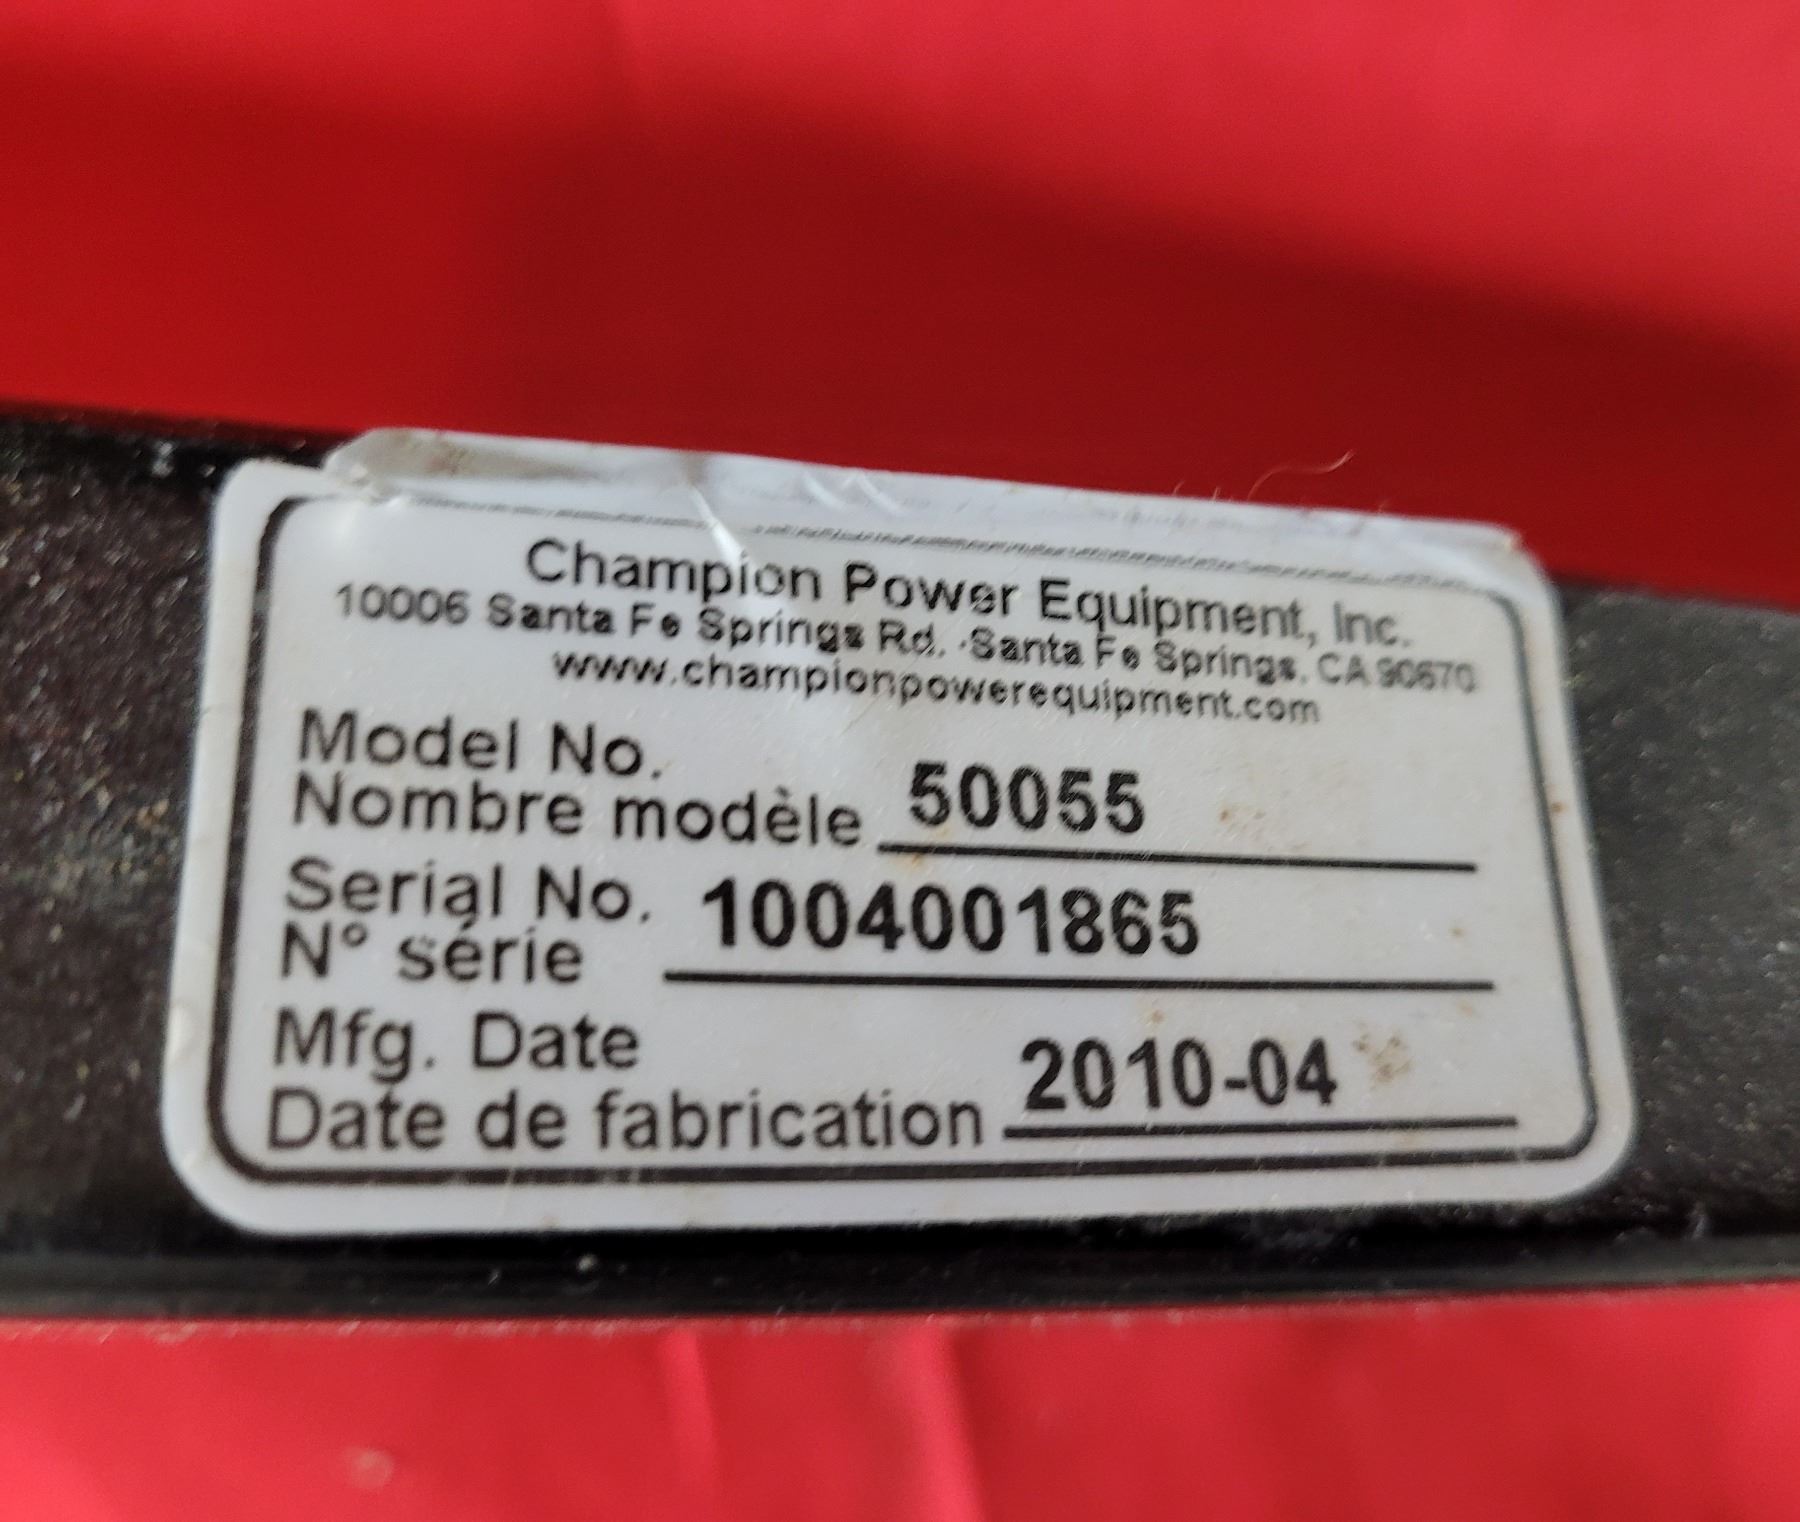 Champion Power Equipment, Inc.
10006 Santa Fe Springs Rd. ·Santa Fe Springs, CA 90670
www.championpowerequipment.com
Model No.
Nombre modèle 50055
Serial No. 1004001865
N° série
Mfg. Date
Date de fabrication 2010-04